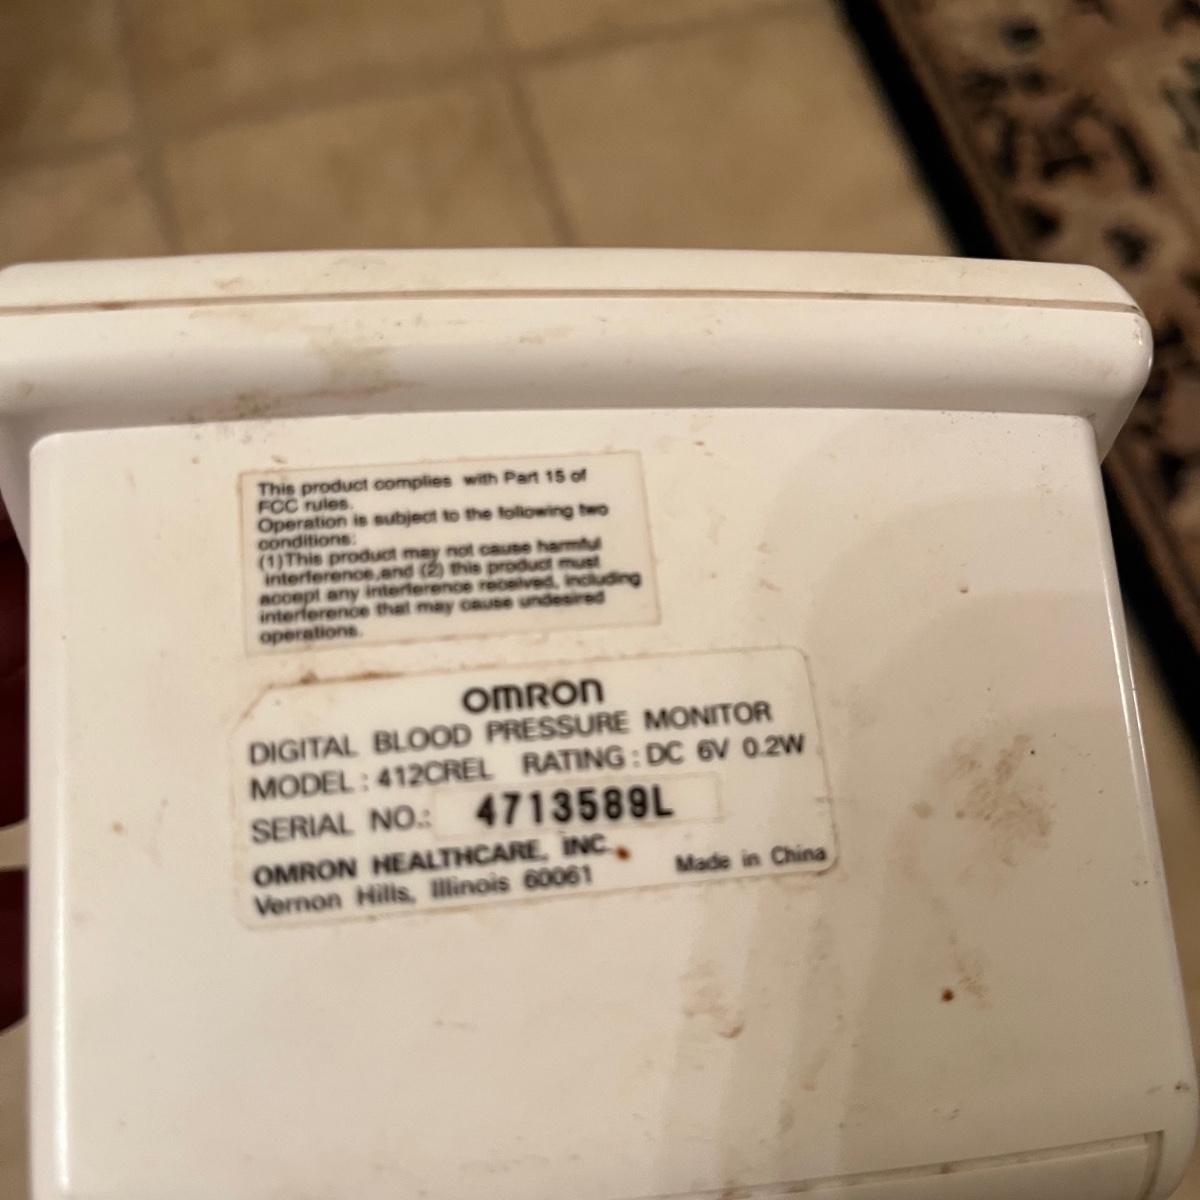 This product complies with Part 15 of
FCC rules.
Operation is subject to the following two
conditions:
(1)This product may not cause harmful
interference,and (2) this product must
accept any interference received, including
interference that may cause undesired
operations.
OMRON
DIGITAL BLOOD PRESSURE MONITOR
MODEL : 412CREL RATING : DC 6V 0.2W
SERIAL NO.: 4713589L
OMRON HEALTHCARE, INC.
Vernon Hills, Illinois 60061 Made in China